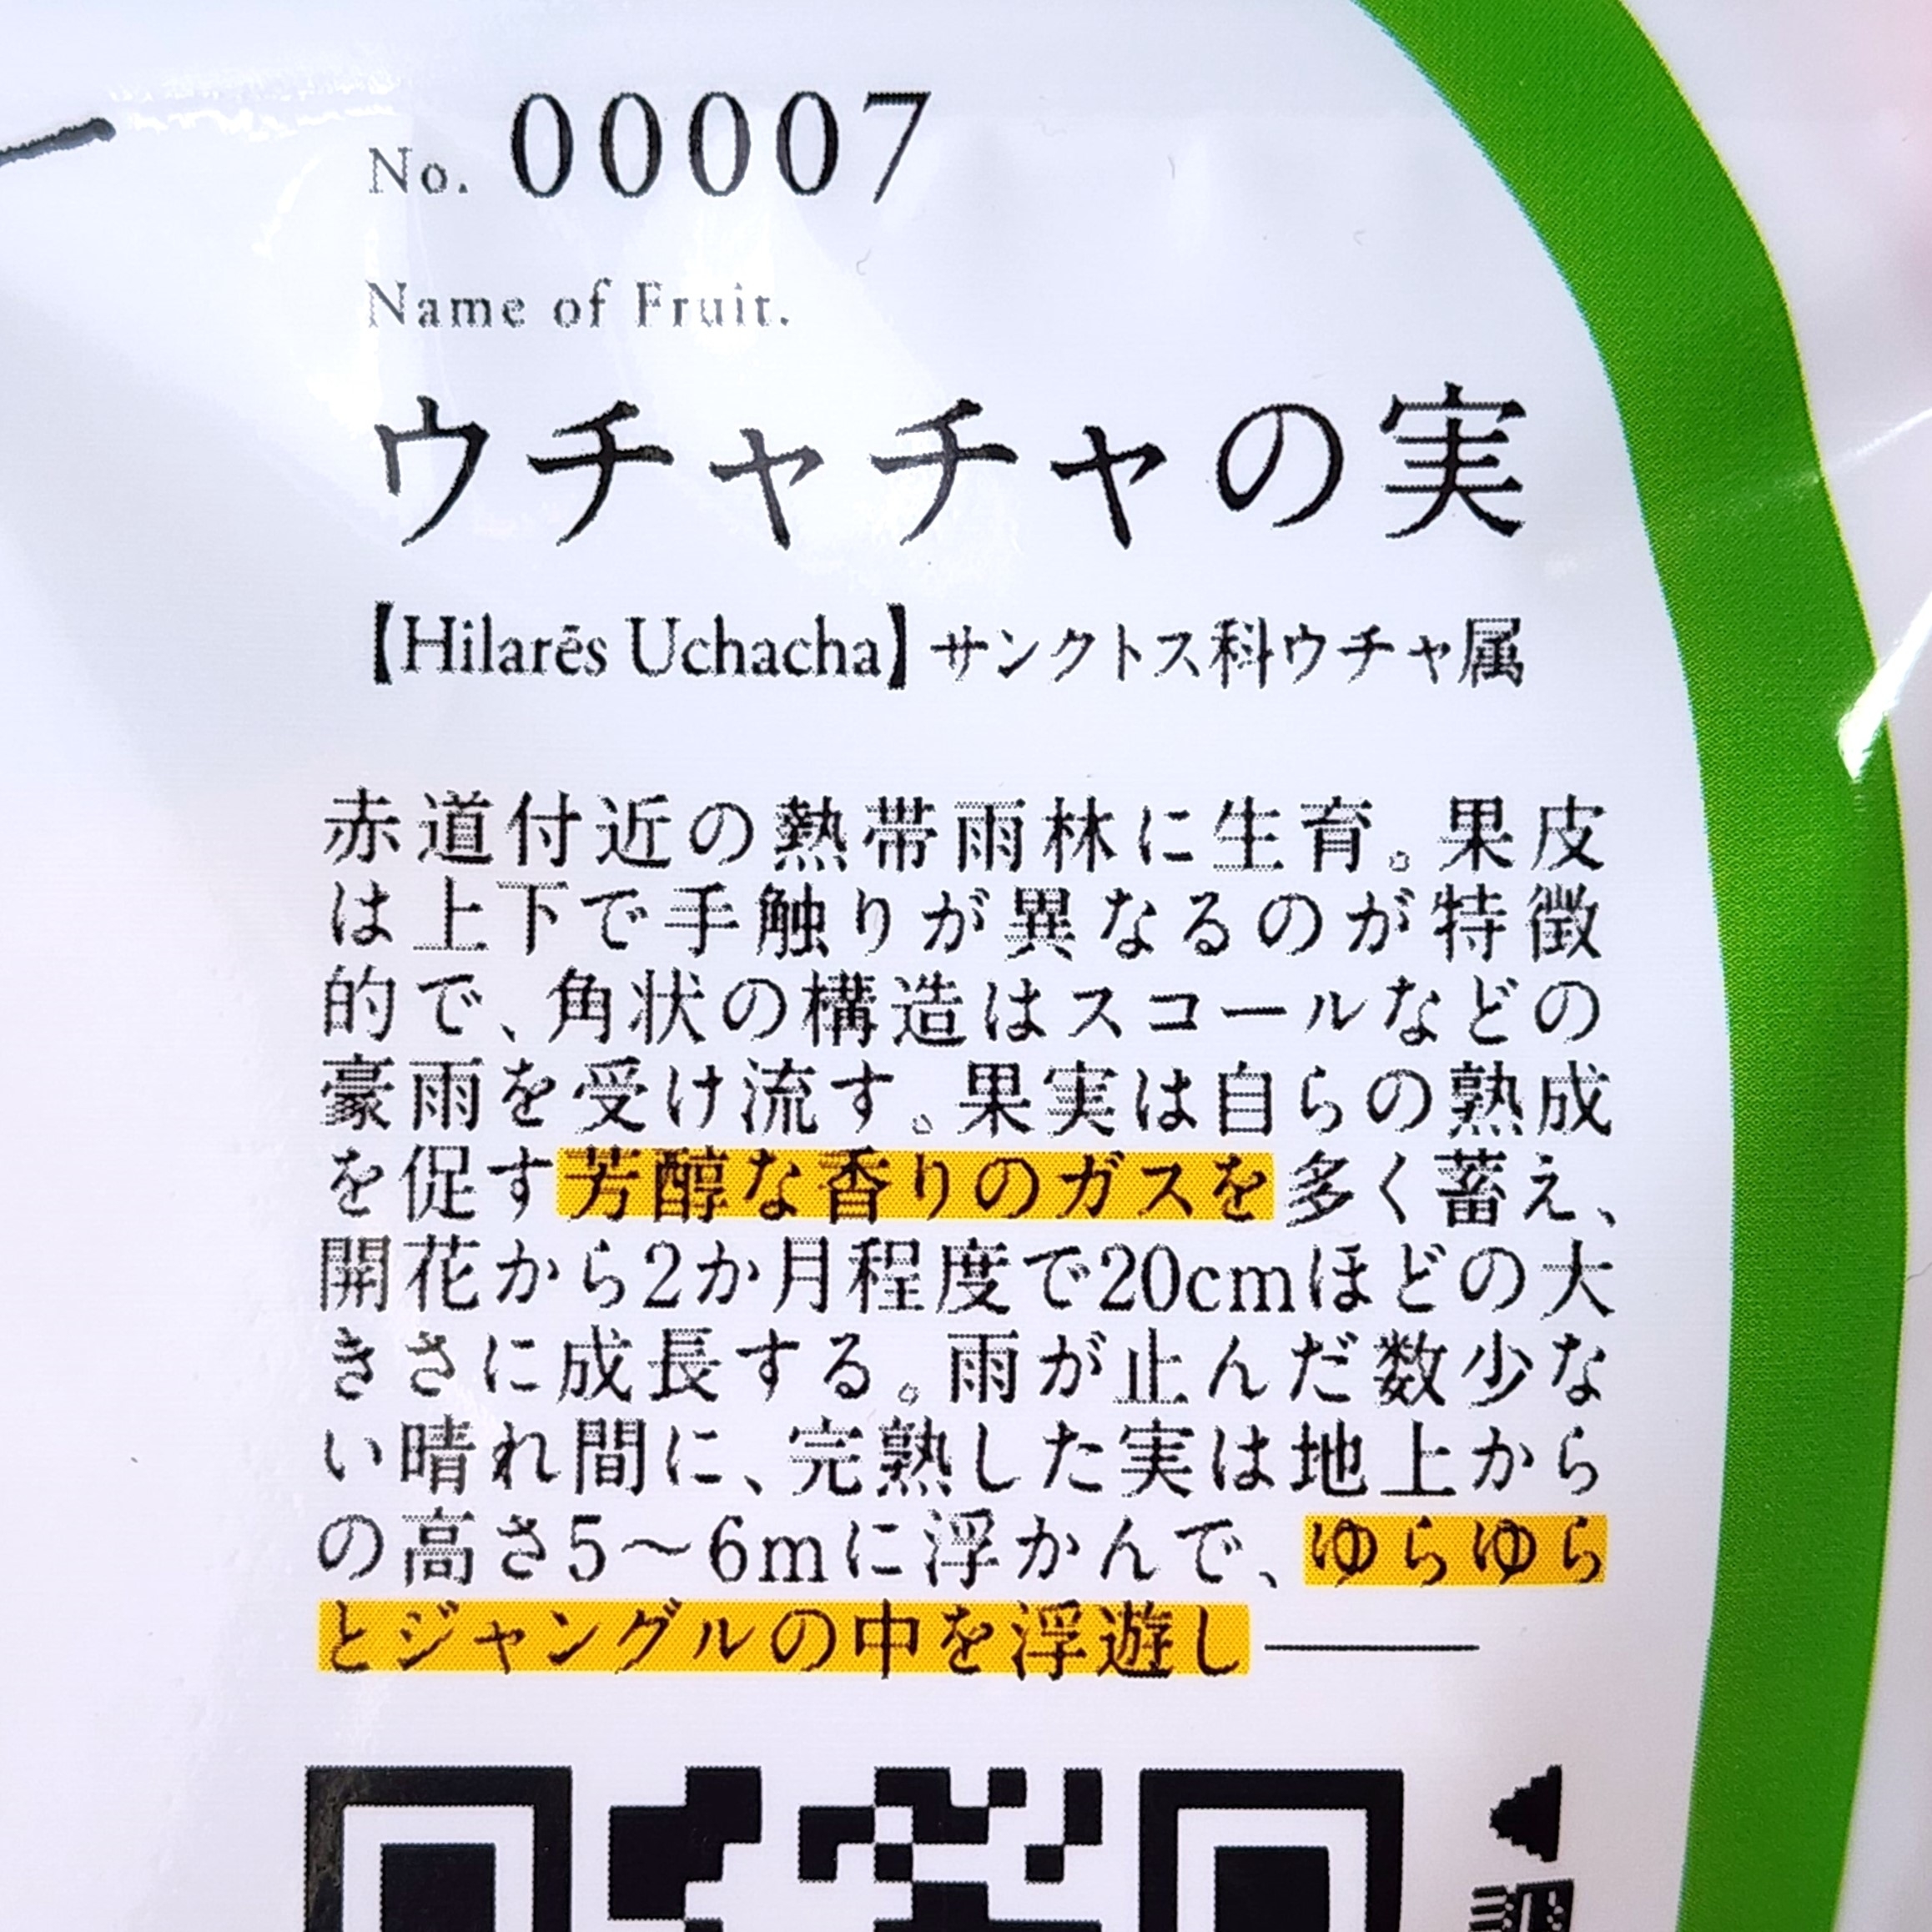 No. 00007
Name of Fruit.
ウチャチャの実
【Hilarēs Uchacha】サンクトス科ウチャ属
赤道付近の熱帯雨林に生育。果皮
は上下で手触りが異なるのが特徴
的で、角状の構造はスコールなどの
豪雨を受け流す。果実は自らの熟成
を促す芳醇な香りのガスを多く蓄え、
開花から2か月程度で20cmほどの大
きさに成長する。雨が止んだ数少な
い晴れ間に、完熟した実は地上から
の高さ5〜6mに浮かんで、ゆらゆら
とジャングルの中を浮遊し――